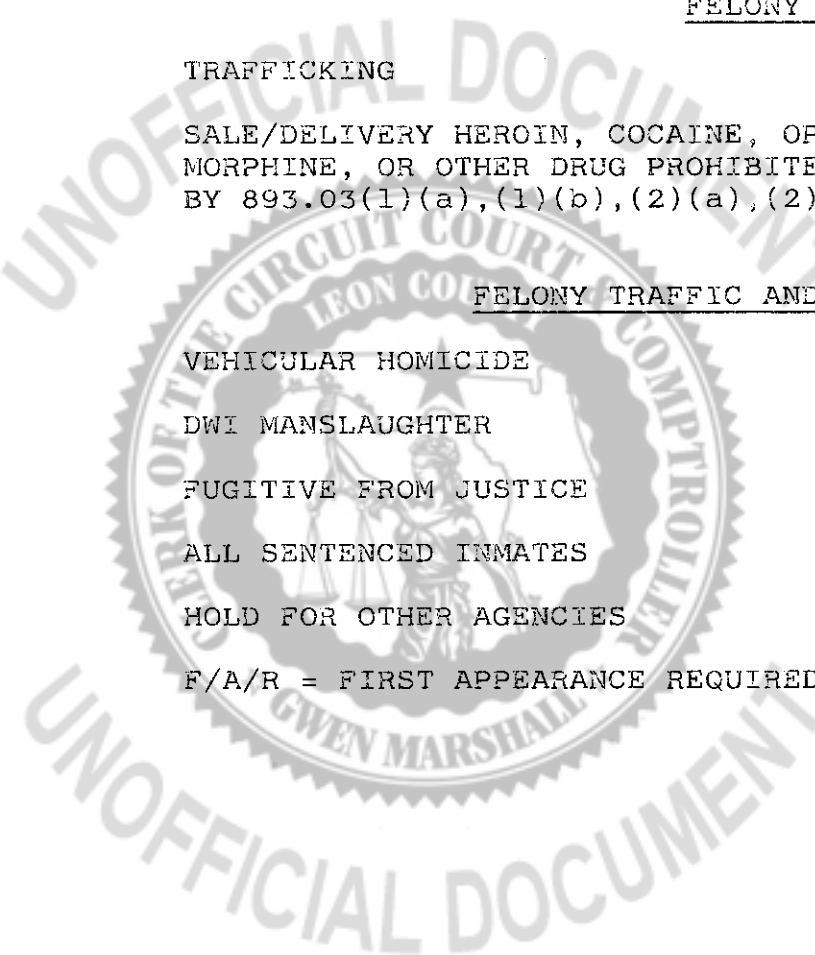 FELONY
TRAFFICKING
SALE/DELIVERY HEROIN, COCAINE, OP
MORPHINE, OR OTHER DRUG PROHIBITE
BY 893.03(1)(a),(1)(b),(2)(a),(2)
FELONY TRAFFIC AND
VEHICULAR HOMICIDE
DWI MANSLAUGHTER
FUGITIVE FROM JUSTICE
ALL SENTENCED INMATES
HOLD FOR OTHER AGENCIES
F/A/R = FIRST APPEARANCE REQUIRED
UNOFFICIAL DOCUMENT
CLERK OF THE CIRCUIT COURT & COMPTROLLER
LEON COUNTY
GWEN MARSHALL
UNOFFICIAL DOCUMENT